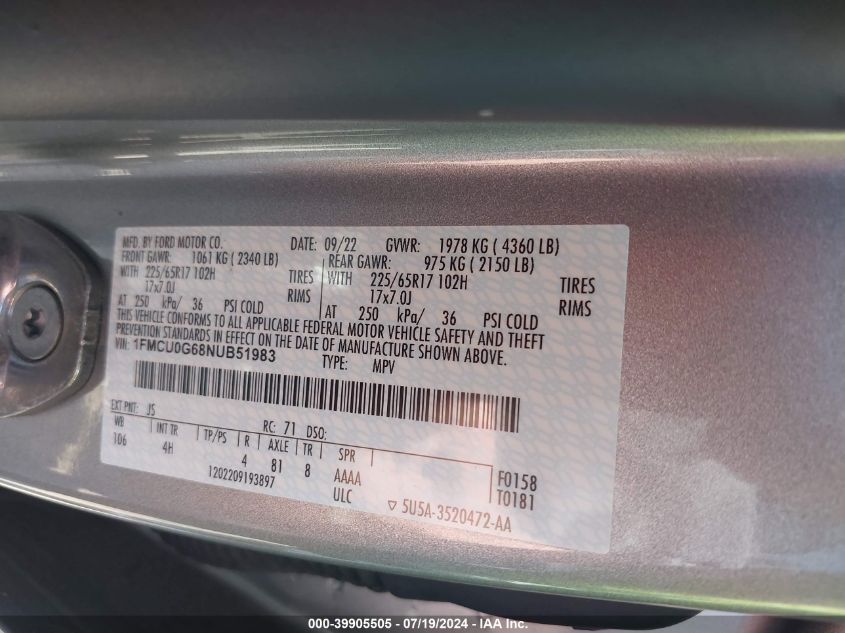 MFD. BY FORD MOTOR CO. DATE: 09/22 GVWR: 1978 KG ( 4360 LB)
FRONT GAWR: 1061 KG ( 2340 LB) REAR GAWR: 975 KG ( 2150 LB)
WITH 225/65R17 102H TIRES WITH 225/65R17 102H TIRES
17x7.0J RIMS 17x7.0J RIMS
AT 250 kPa/ 36 PSI COLD AT 250 kPa/ 36 PSI COLD
THIS VEHICLE CONFORMS TO ALL APPLICABLE FEDERAL MOTOR VEHICLE SAFETY AND THEFT
PREVENTION STANDARDS IN EFFECT ON THE DATE OF MANUFACTURE SHOWN ABOVE.
VIN: 1FMCU0G68NUB51983
TYPE: MPV
EXT PNT: JS RC: 71 DSO:
WB INT TR TP/PS R AXLE TR SPR
106 4H 4 81 8 AAAA F0158
1202209193897 ULC T0181
5U5A-3520472-AA
000-39905505 - 07/19/2024 - IAA Inc.